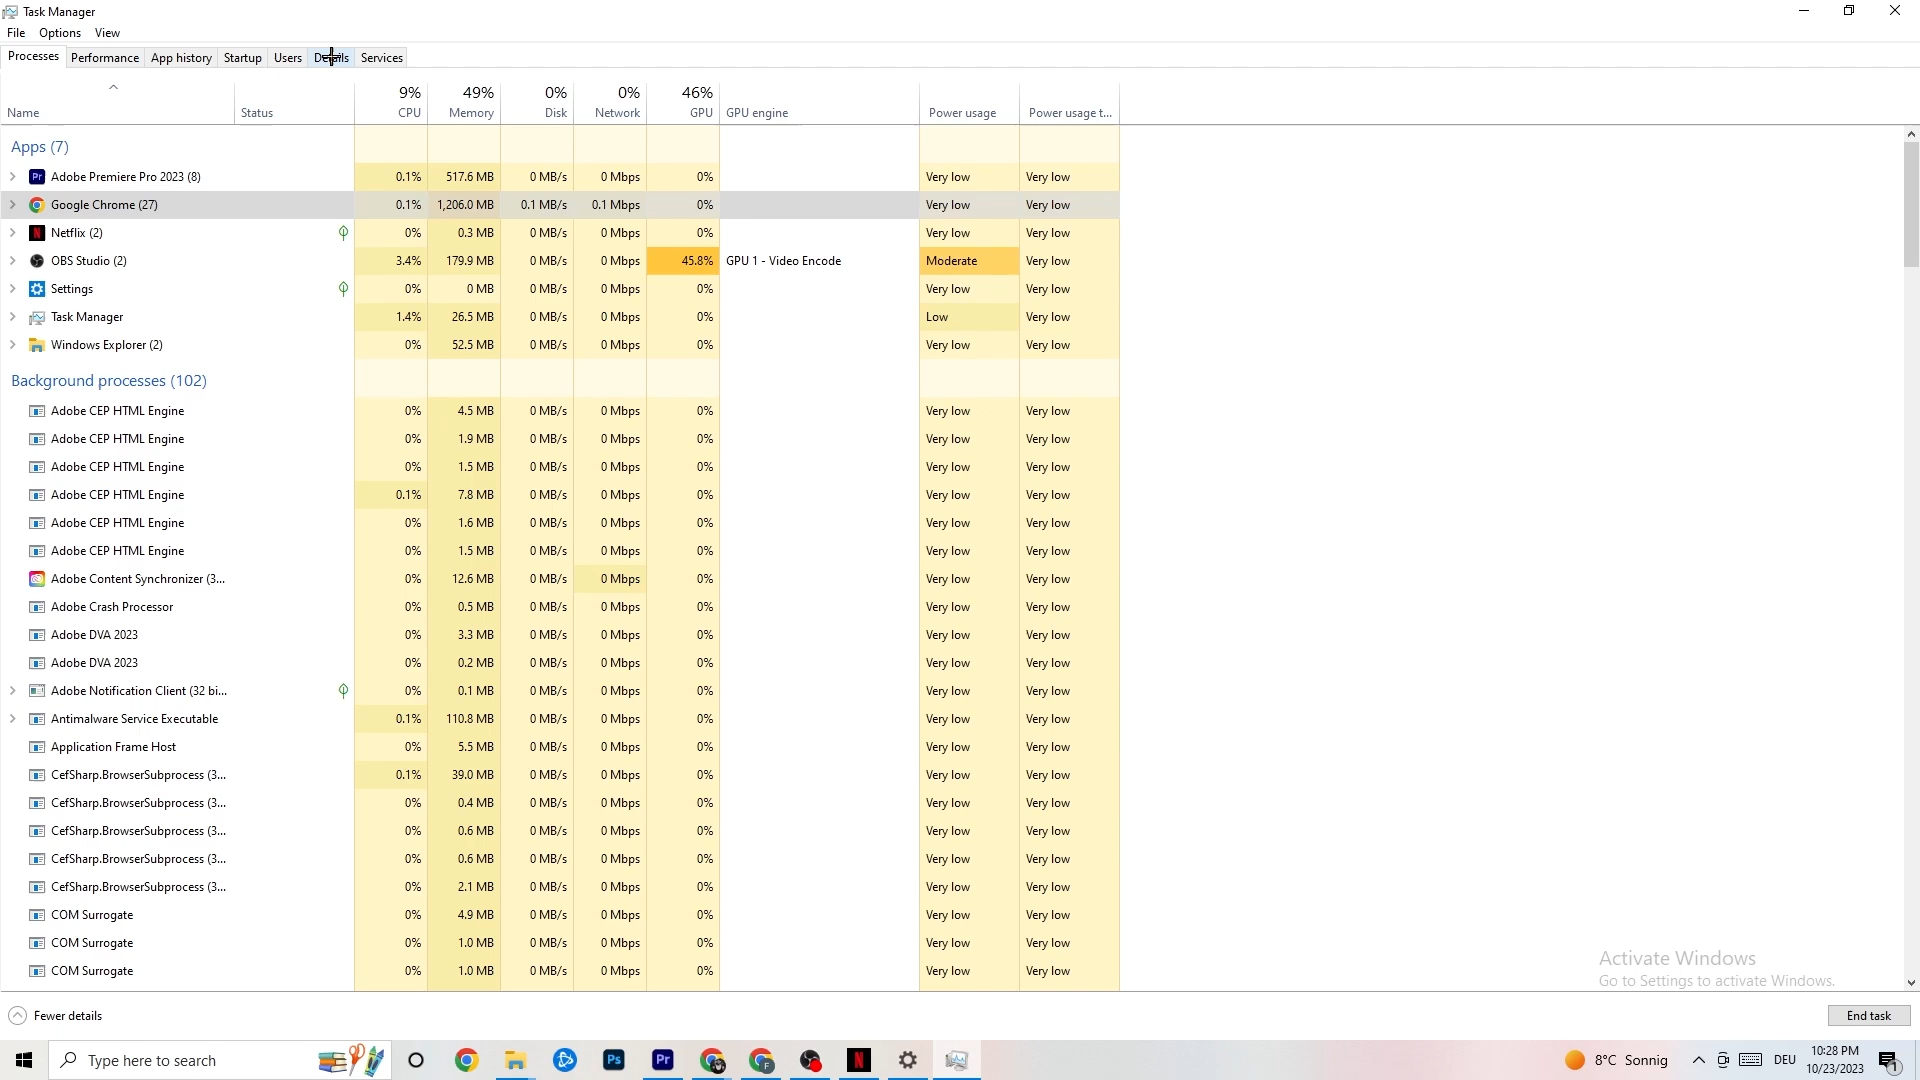 Task Manager
File Options View
Processes Performance App history Startup Users Details Services
9% 49% 0% 0% 46%
Name Status CPU Memory Disk Network GPU GPU engine Power usage Power usage t...
Apps (7)
Adobe Premiere Pro 2023 (8) 0.1% 517.6 MB 0 MB/s 0 Mbps 0% Very low Very low
Google Chrome (27) 0.1% 1,206.0 MB 0.1 MB/s 0.1 Mbps 0% Very low Very low
Netflix (2) 0% 0.3 MB 0 MB/s 0 Mbps 0% Very low Very low
OBS Studio (2) 3.4% 179.9 MB 0 MB/s 0 Mbps 45.8% GPU 1 - Video Encode Moderate Very low
Settings 0% 0 MB 0 MB/s 0 Mbps 0% Very low Very low
Task Manager 1.4% 26.5 MB 0 MB/s 0 Mbps 0% Low Very low
Windows Explorer (2) 0% 52.5 MB 0 MB/s 0 Mbps 0% Very low Very low
Background processes (102)
Adobe CEP HTML Engine 0% 4.5 MB 0 MB/s 0 Mbps 0% Very low Very low
Adobe CEP HTML Engine 0% 1.9 MB 0 MB/s 0 Mbps 0% Very low Very low
Adobe CEP HTML Engine 0% 1.5 MB 0 MB/s 0 Mbps 0% Very low Very low
Adobe CEP HTML Engine 0.1% 7.8 MB 0 MB/s 0 Mbps 0% Very low Very low
Adobe CEP HTML Engine 0% 1.6 MB 0 MB/s 0 Mbps 0% Very low Very low
Adobe CEP HTML Engine 0% 1.5 MB 0 MB/s 0 Mbps 0% Very low Very low
Adobe Content Synchronizer (3... 0% 12.6 MB 0 MB/s 0 Mbps 0% Very low Very low
Adobe Crash Processor 0% 0.5 MB 0 MB/s 0 Mbps 0% Very low Very low
Adobe DVA 2023 0% 3.3 MB 0 MB/s 0 Mbps 0% Very low Very low
Adobe DVA 2023 0% 0.2 MB 0 MB/s 0 Mbps 0% Very low Very low
Adobe Notification Client (32 bi... 0% 0.1 MB 0 MB/s 0 Mbps 0% Very low Very low
Antimalware Service Executable 0.1% 110.8 MB 0 MB/s 0 Mbps 0% Very low Very low
Application Frame Host 0% 5.5 MB 0 MB/s 0 Mbps 0% Very low Very low
CefSharp.BrowserSubprocess (3... 0.1% 39.0 MB 0 MB/s 0 Mbps 0% Very low Very low
CefSharp.BrowserSubprocess (3... 0% 0.4 MB 0 MB/s 0 Mbps 0% Very low Very low
CefSharp.BrowserSubprocess (3... 0% 0.6 MB 0 MB/s 0 Mbps 0% Very low Very low
CefSharp.BrowserSubprocess (3... 0% 0.6 MB 0 MB/s 0 Mbps 0% Very low Very low
CefSharp.BrowserSubprocess (3... 0% 2.1 MB 0 MB/s 0 Mbps 0% Very low Very low
COM Surrogate 0% 4.9 MB 0 MB/s 0 Mbps 0% Very low Very low
COM Surrogate 0% 1.0 MB 0 MB/s 0 Mbps 0% Very low Very low
COM Surrogate 0% 1.0 MB 0 MB/s 0 Mbps 0% Very low Very low
Activate Windows
Go to Settings to activate Windows.
Fewer details End task
Type here to search 8°C Sonnig DEU 10:28 PM
10/23/2023